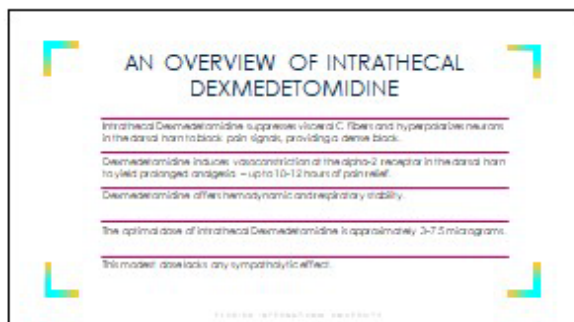 AN OVERVIEW OF INTRATHECAL
DEXMEDETOMIDINE
Intrathecal Dexmedetomidine suppresses visceral C fibers and hyperpolarizes neurons
in the dorsal horn to block pain signals, providing a dense block.
Dexmedetomidine induces vasoconstriction at the alpha-2 receptor in the dorsal horn
to yield prolonged analgesia – up to 10-12 hours of pain relief.
Dexmedetomidine offers hemodynamic and respiratory stability.
The optimal dose of intrathecal Dexmedetomidine is approximately 3-7.5 micrograms.
This modest dose lacks any sympatholytic effect.
FLORIDA INTERNATIONAL UNIVERSITY